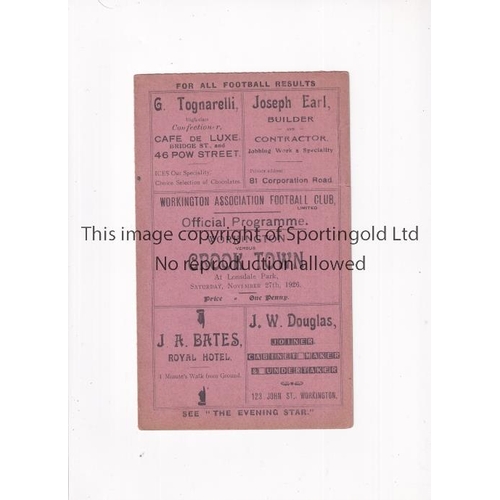 FOR ALL FOOTBALL RESULTS
G. Tognarelli,
Confectioner,
CAFE DE LUXE,
BRIDGE ST, and
46 POW STREET.
ICES Our Speciality
Choice Selection of Chocolates.
Joseph Earl,
BUILDER
AND
CONTRACTOR.
Jobbing Work a Speciality
81 Corporation Road
WORKINGTON ASSOCIATION FOOTBALL CLUB,
LIMITED.
Official Programme.
WORKINGTON
VERSUS
CROOK TOWN
At Lonsdale Park,
SATURDAY, NOVEMBER 27th, 1926.
Price - One Penny.
J. A. BATES,
ROYAL HOTEL.
1 Minute's Walk from Ground.
J. W. Douglas,
JOINER
CABINET MAKER
& UNDERTAKER
123 JOHN ST., WORKINGTON.
SEE "THE EVENING STAR."
This image copyright of Sportingold Ltd
No reproduction allowed